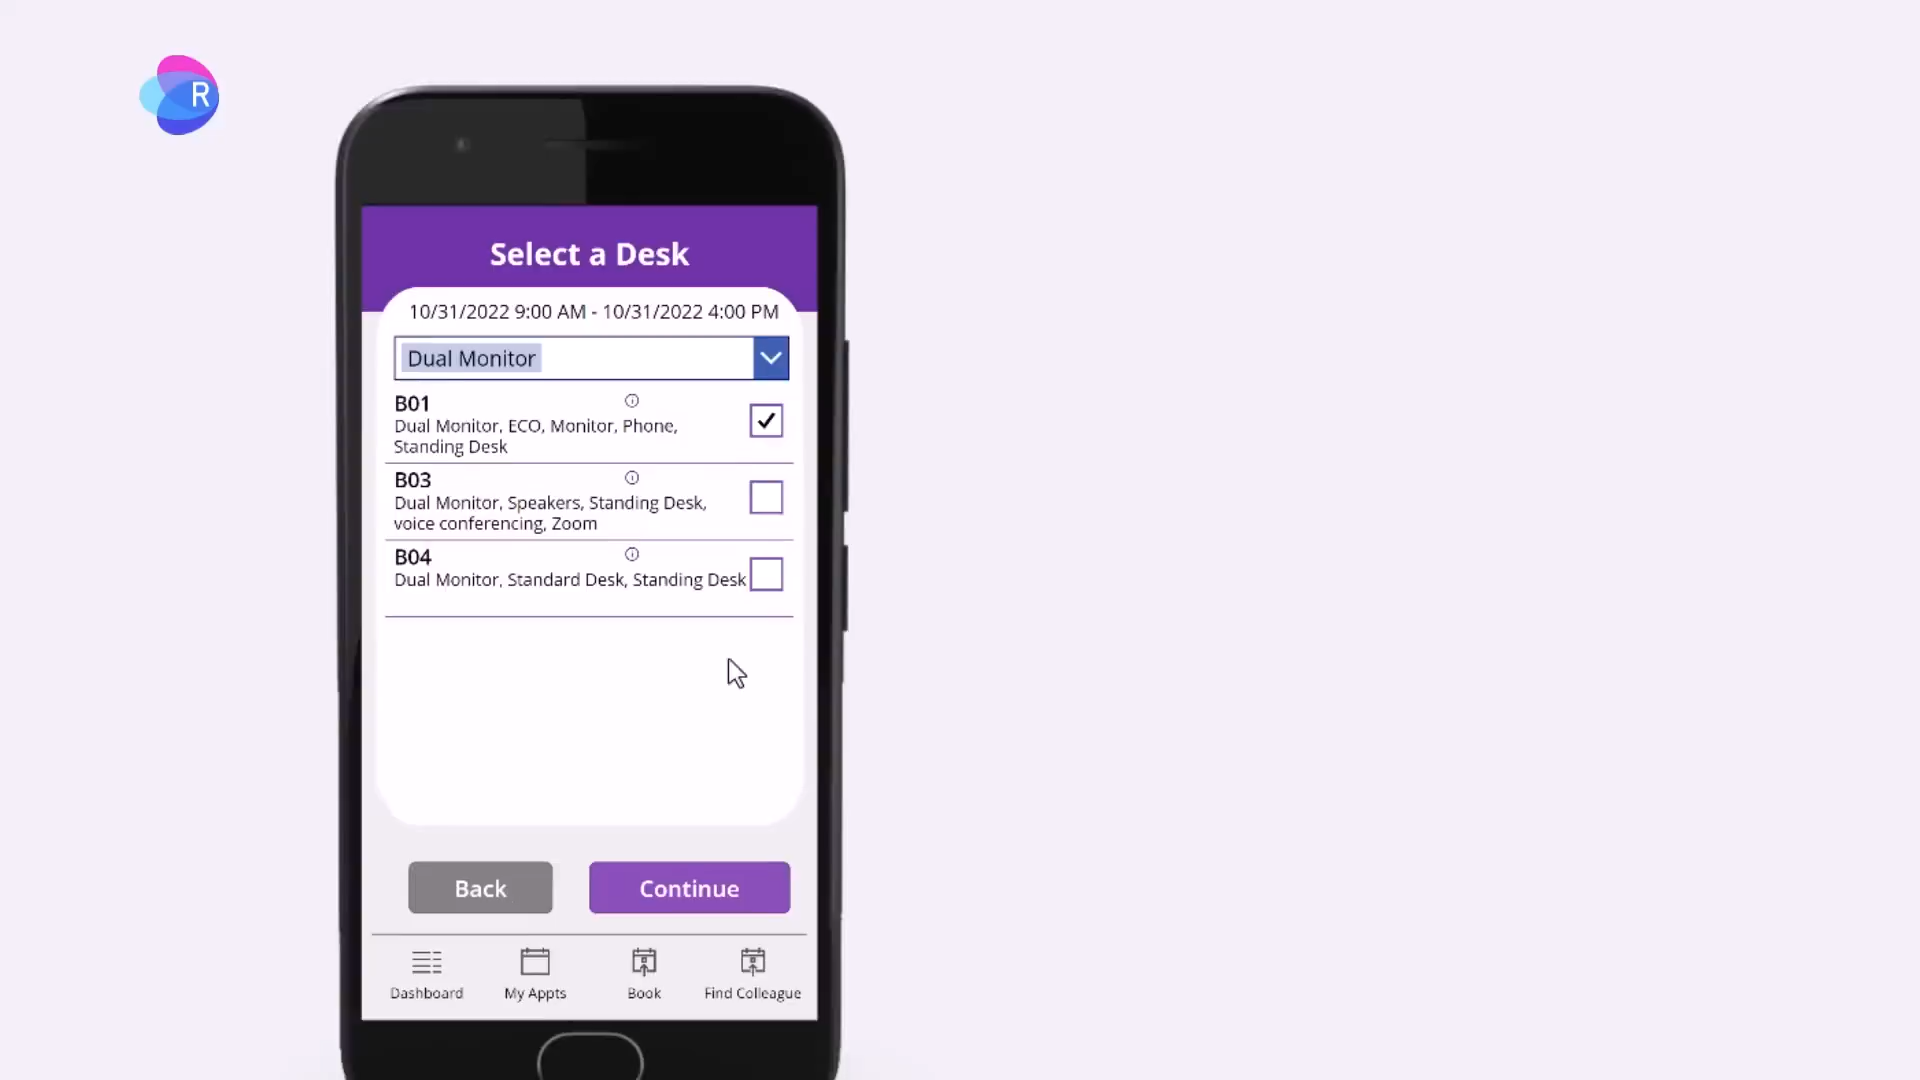 R
Select a Desk
10/31/2022 9:00 AM - 10/31/2022 4:00 PM
Dual Monitor
B01
Dual Monitor, ECO, Monitor, Phone,
Standing Desk
B03
Dual Monitor, Speakers, Standing Desk,
voice conferencing, Zoom
B04
Dual Monitor, Standard Desk, Standing Desk
Back
Continue
Dashboard
My Appts
Book
Find Colleague